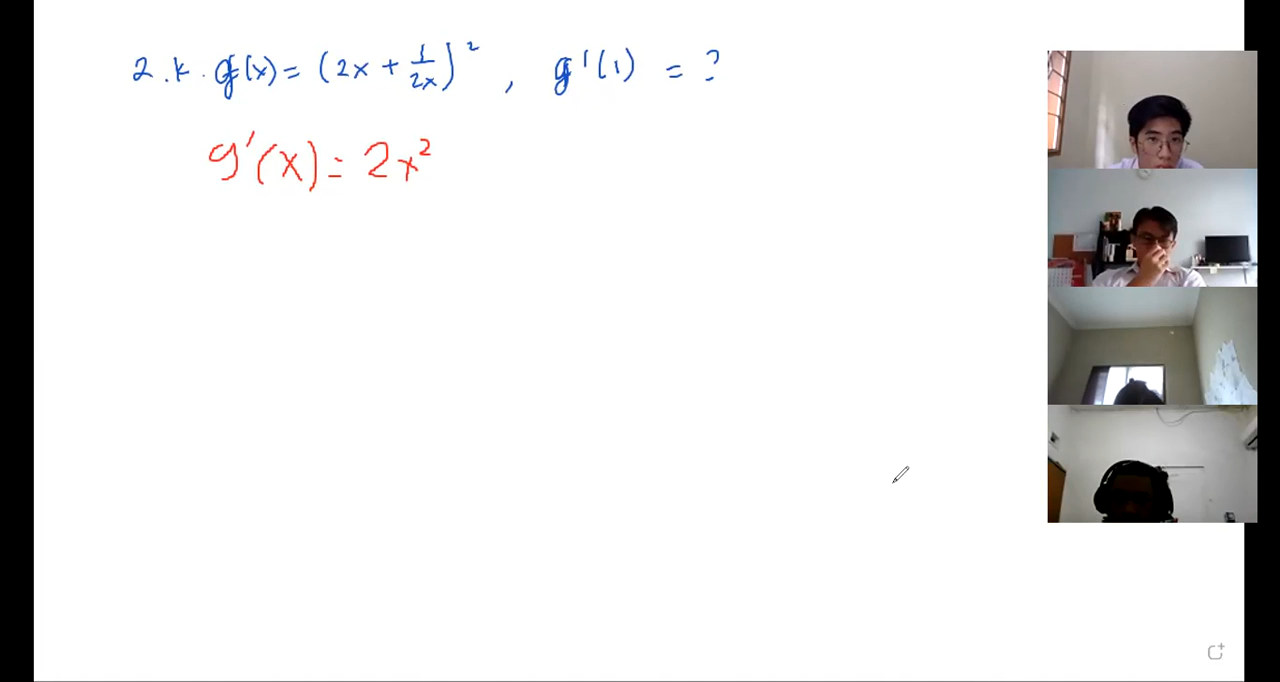 2.k. g(x) = (2x + 1/2x)², g'(1) = ?
g'(x) = 2x²